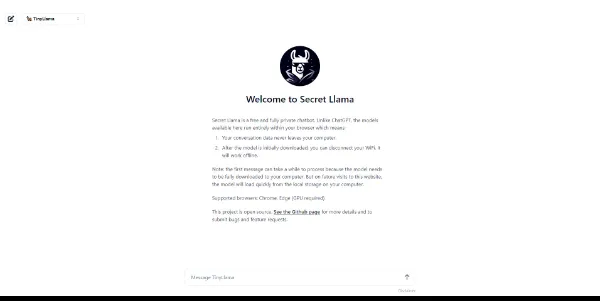 TinyLlama
Welcome to Secret Llama
Secret Llama is a free and fully private chatbot. Unlike ChatGPT, the models
available here run entirely within your browser which means:
1. Your conversation data never leaves your computer.
2. After the model is initially downloaded, you can disconnect your WiFi. It
will work offline.
Note: the first message can take a while to process because the model needs
to be fully downloaded to your computer. But on future visits to this website,
the model will load quickly from the local storage on your computer.
Supported browsers: Chrome, Edge (GPU required).
This project is open source. See the Github page for more details and to
submit bugs and feature requests.
Message TinyLlama